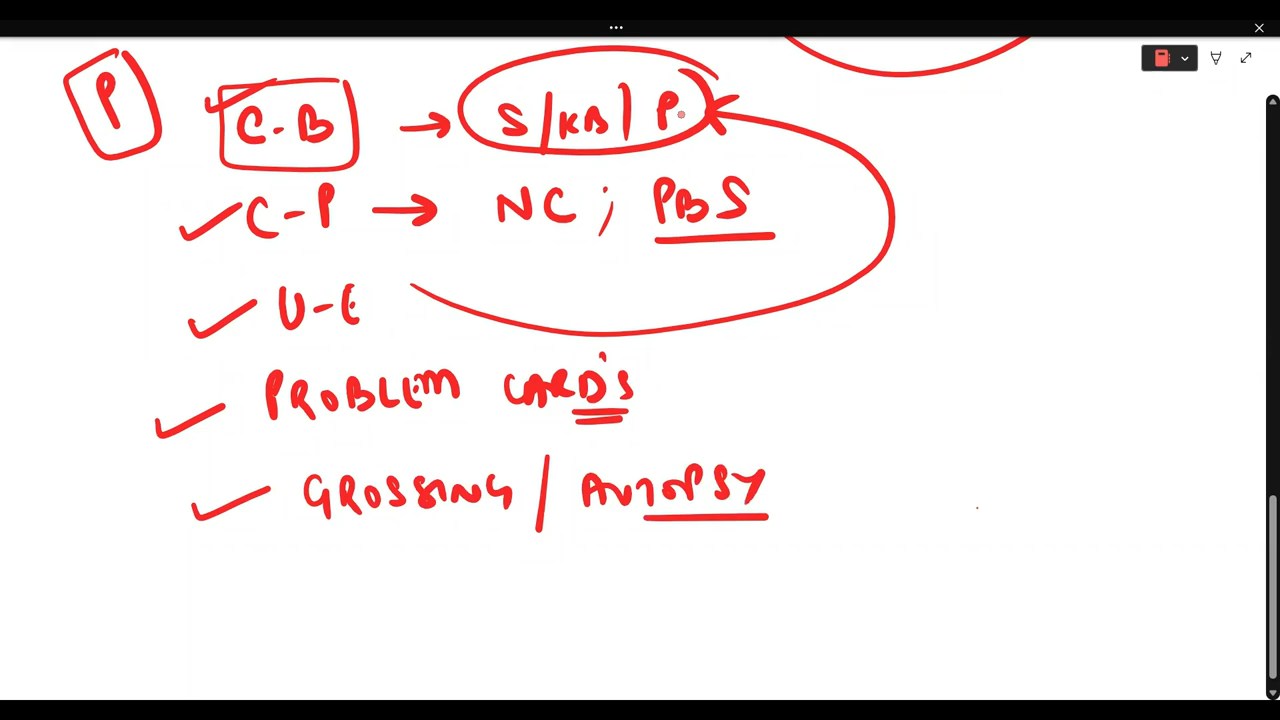 P
C-B → S/KB/P
C-P → NC; PBS
U-E
PROBLEM CARD'S
GROSSING / AUTOPSY